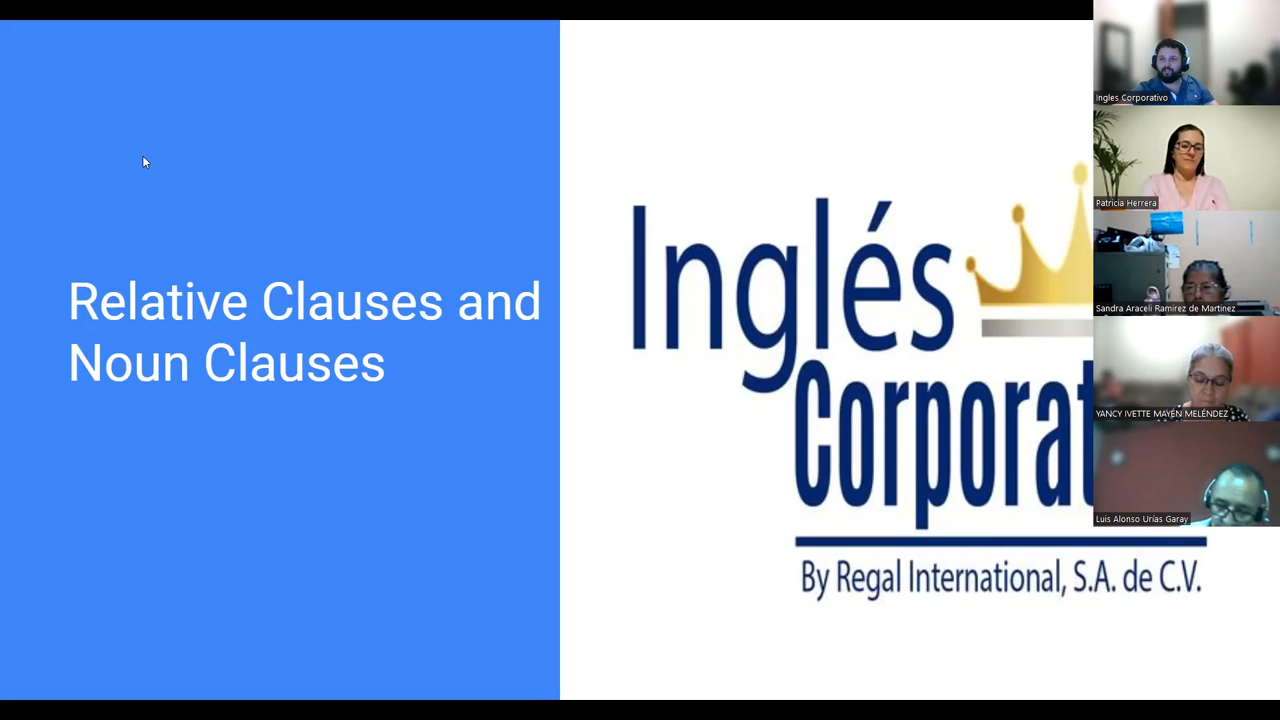 Relative Clauses and
Noun Clauses
Inglés
Corporat
By Regal International, S.A. de C.V.
Ingles Corporativo
Patricia Herrera
Sandra Araceli Ramirez de Martinez
YANCY IVETTE MAYÉN MELÉNDEZ
Luis Alonso Urías Garay